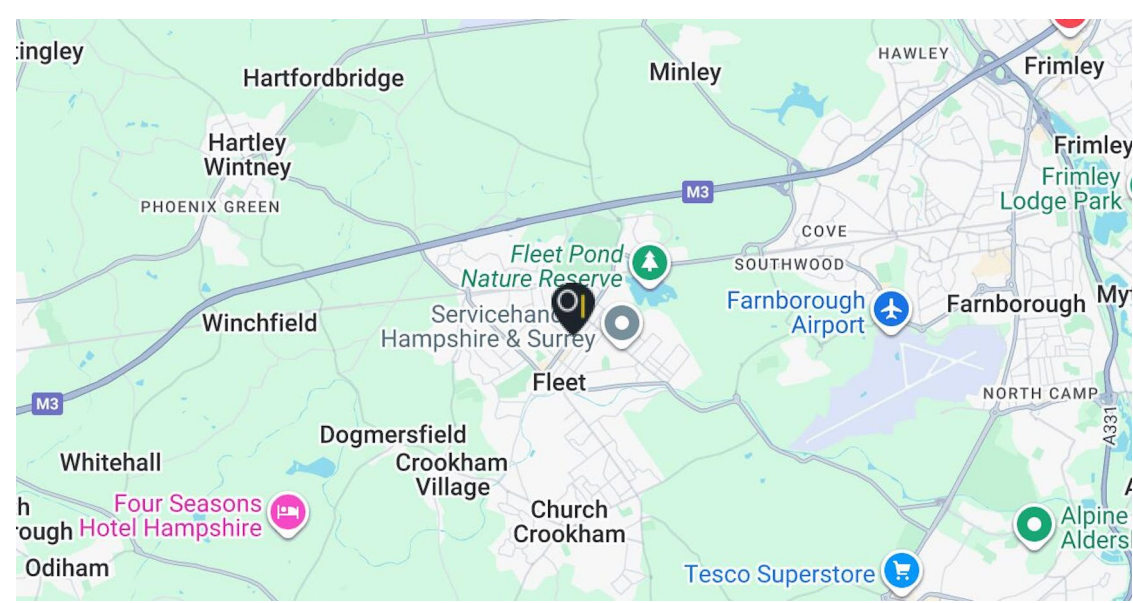 tingley
Hartfordbridge
Minley
HAWLEY
Frimley
Hartley
Wintney
Frimley
Frimley
Lodge Park
PHOENIX GREEN
M3
COVE
Fleet Pond
Nature Reserve
SOUTHWOOD
Farnborough
Airport
Farnborough
Winchfield
Hampshire & Surrey
Fleet
M3
NORTH CAMP
A331
Dogmersfield
Whitehall
Crookham
Village
Four Seasons
Hotel Hampshire
Church
Crookham
Alpine
Odiham
Tesco Superstore